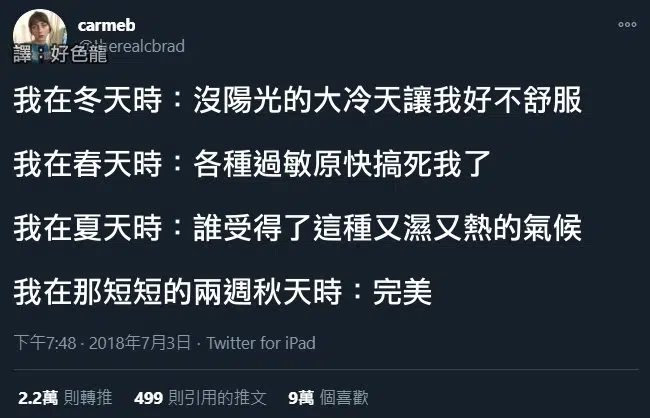 carmeb
@therealcbrad
譯：好色龍
我在冬天時：沒陽光的大冷天讓我好不舒服
我在春天時：各種過敏原快搞死我了
我在夏天時：誰受得了這種又濕又熱的氣候
我在那短短的兩週秋天時：完美
下午7:48 · 2018年7月3日 · Twitter for iPad
2.2萬 則轉推 499 則引用的推文 9萬 個喜歡